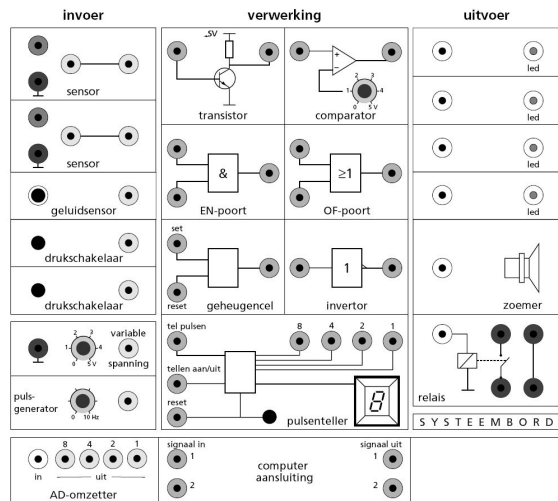 invoer
verwerking
uitvoer
sensor
sensor
geluidsensor
drukschakelaar
drukschakelaar
0 1 2 3 4 5 V
variable
spanning
puls-
generator
0 10 Hz
5V
transistor
+
-
0 1 2 3 4 5 V
comparator
&
EN-poort
≥1
OF-poort
set
reset
geheugencel
1
invertor
tel pulsen
8 4 2 1
tellen aan/uit
reset
8
pulsenteller
led
led
led
led
zoemer
relais
SYSTEEMBORD
8 4 2 1
in
uit
AD-omzetter
signaal in
1
2
computer
aansluiting
signaal uit
1
2